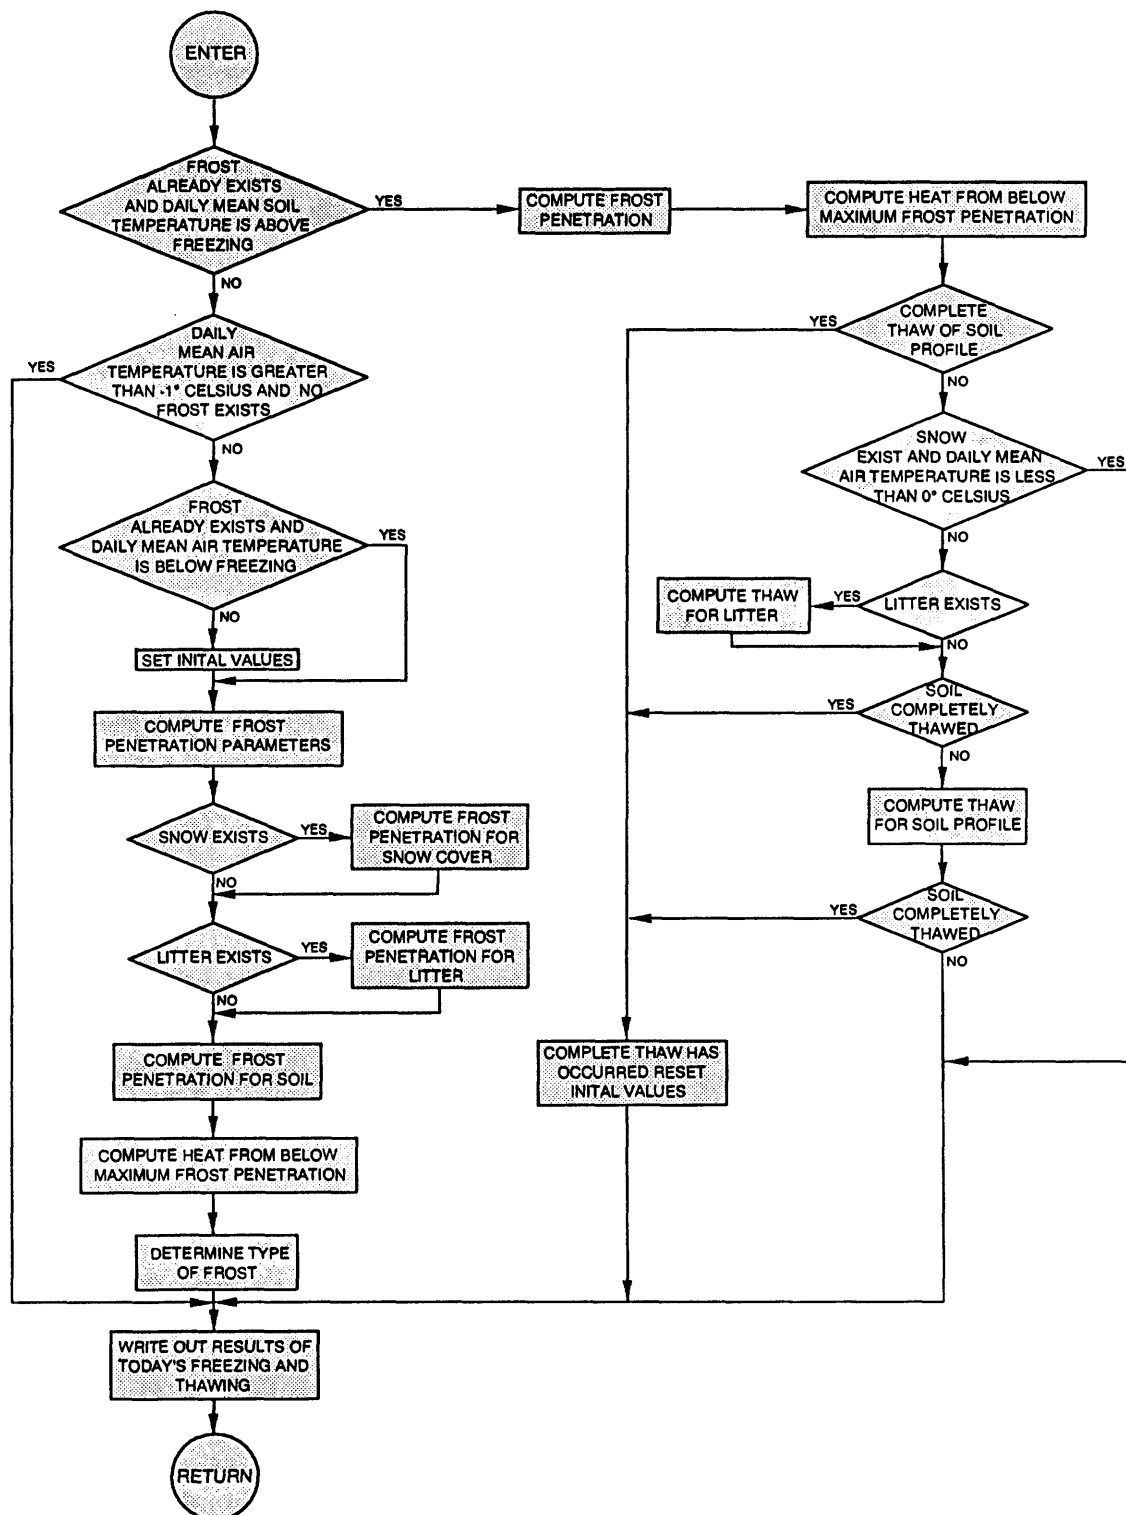 ENTER
FROST
ALREADY EXISTS
AND DAILY MEAN SOIL
TEMPERATURE IS ABOVE
FREEZING
YES
NO
COMPUTE FROST
PENETRATION
COMPUTE HEAT FROM BELOW
MAXIMUM FROST PENETRATION
DAILY
MEAN AIR
TEMPERATURE IS GREATER
THAN -1° CELSIUS AND NO
FROST EXISTS
YES
NO
COMPLETE
THAW OF SOIL
PROFILE
YES
NO
FROST
ALREADY EXISTS AND
DAILY MEAN AIR TEMPERATURE
IS BELOW FREEZING
YES
NO
SNOW
EXIST AND DAILY MEAN
AIR TEMPERATURE IS LESS
THAN 0° CELSIUS
YES
NO
SET INITAL VALUES
LITTER EXISTS
YES
NO
COMPUTE THAW
FOR LITTER
COMPUTE FROST
PENETRATION PARAMETERS
SOIL
COMPLETELY
THAWED
YES
NO
SNOW EXISTS
YES
NO
COMPUTE FROST
PENETRATION FOR
SNOW COVER
COMPUTE THAW
FOR SOIL PROFILE
LITTER EXISTS
YES
NO
COMPUTE FROST
PENETRATION FOR
LITTER
SOIL
COMPLETELY
THAWED
YES
NO
COMPUTE FROST
PENETRATION FOR SOIL
COMPLETE THAW HAS
OCCURRED RESET
INITAL VALUES
COMPUTE HEAT FROM BELOW
MAXIMUM FROST PENETRATION
DETERMINE TYPE
OF FROST
WRITE OUT RESULTS OF
TODAY'S FREEZING AND
THAWING
RETURN